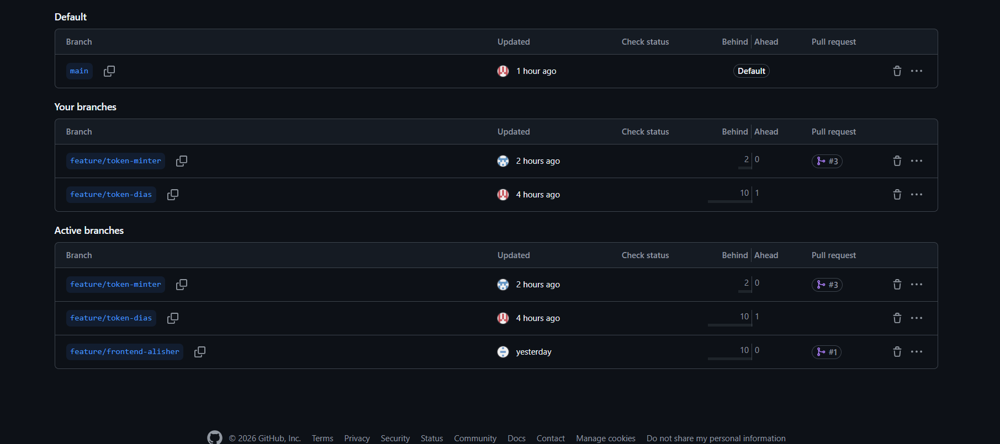 Default
Branch Updated Check status Behind Ahead Pull request
main 1 hour ago Default
Your branches
Branch Updated Check status Behind Ahead Pull request
feature/token-minter 2 hours ago 2 0 #3
feature/token-dias 4 hours ago 10 1
Active branches
Branch Updated Check status Behind Ahead Pull request
feature/token-minter 2 hours ago 2 0 #3
feature/token-dias 4 hours ago 10 1
feature/frontend-alisher yesterday 10 0 #1
© 2026 GitHub, Inc. Terms Privacy Security Status Community Docs Contact Manage cookies Do not share my personal information